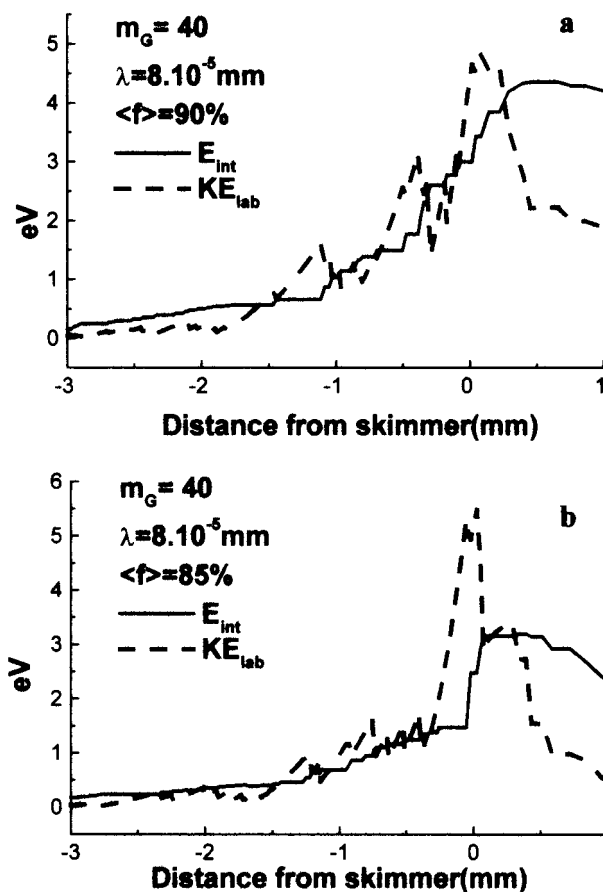 a
m_G = 40
λ=8.10⁻⁵mm
<f>=90%
E_int
KE_lab
eV
5
4
3
2
1
0
-3 -2 -1 0 1
Distance from skimmer(mm)
b
m_G = 40
λ=8.10⁻⁵mm
<f>=85%
E_int
KE_lab
eV
6
5
4
3
2
1
0
-3 -2 -1 0
Distance from skimmer(mm)